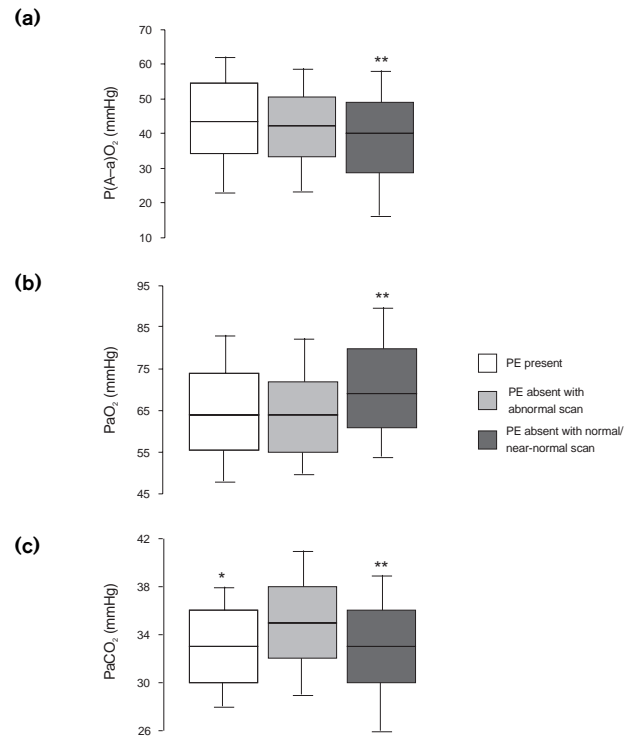 (a)
70
60
50
40
30
20
10
P(A–a)O₂ (mmHg)
**
(b)
95
85
75
65
55
45
PaO₂ (mmHg)
**
PE present
PE absent with
abnormal scan
PE absent with normal/
near-normal scan
(c)
42
38
34
30
26
PaCO₂ (mmHg)
*
**